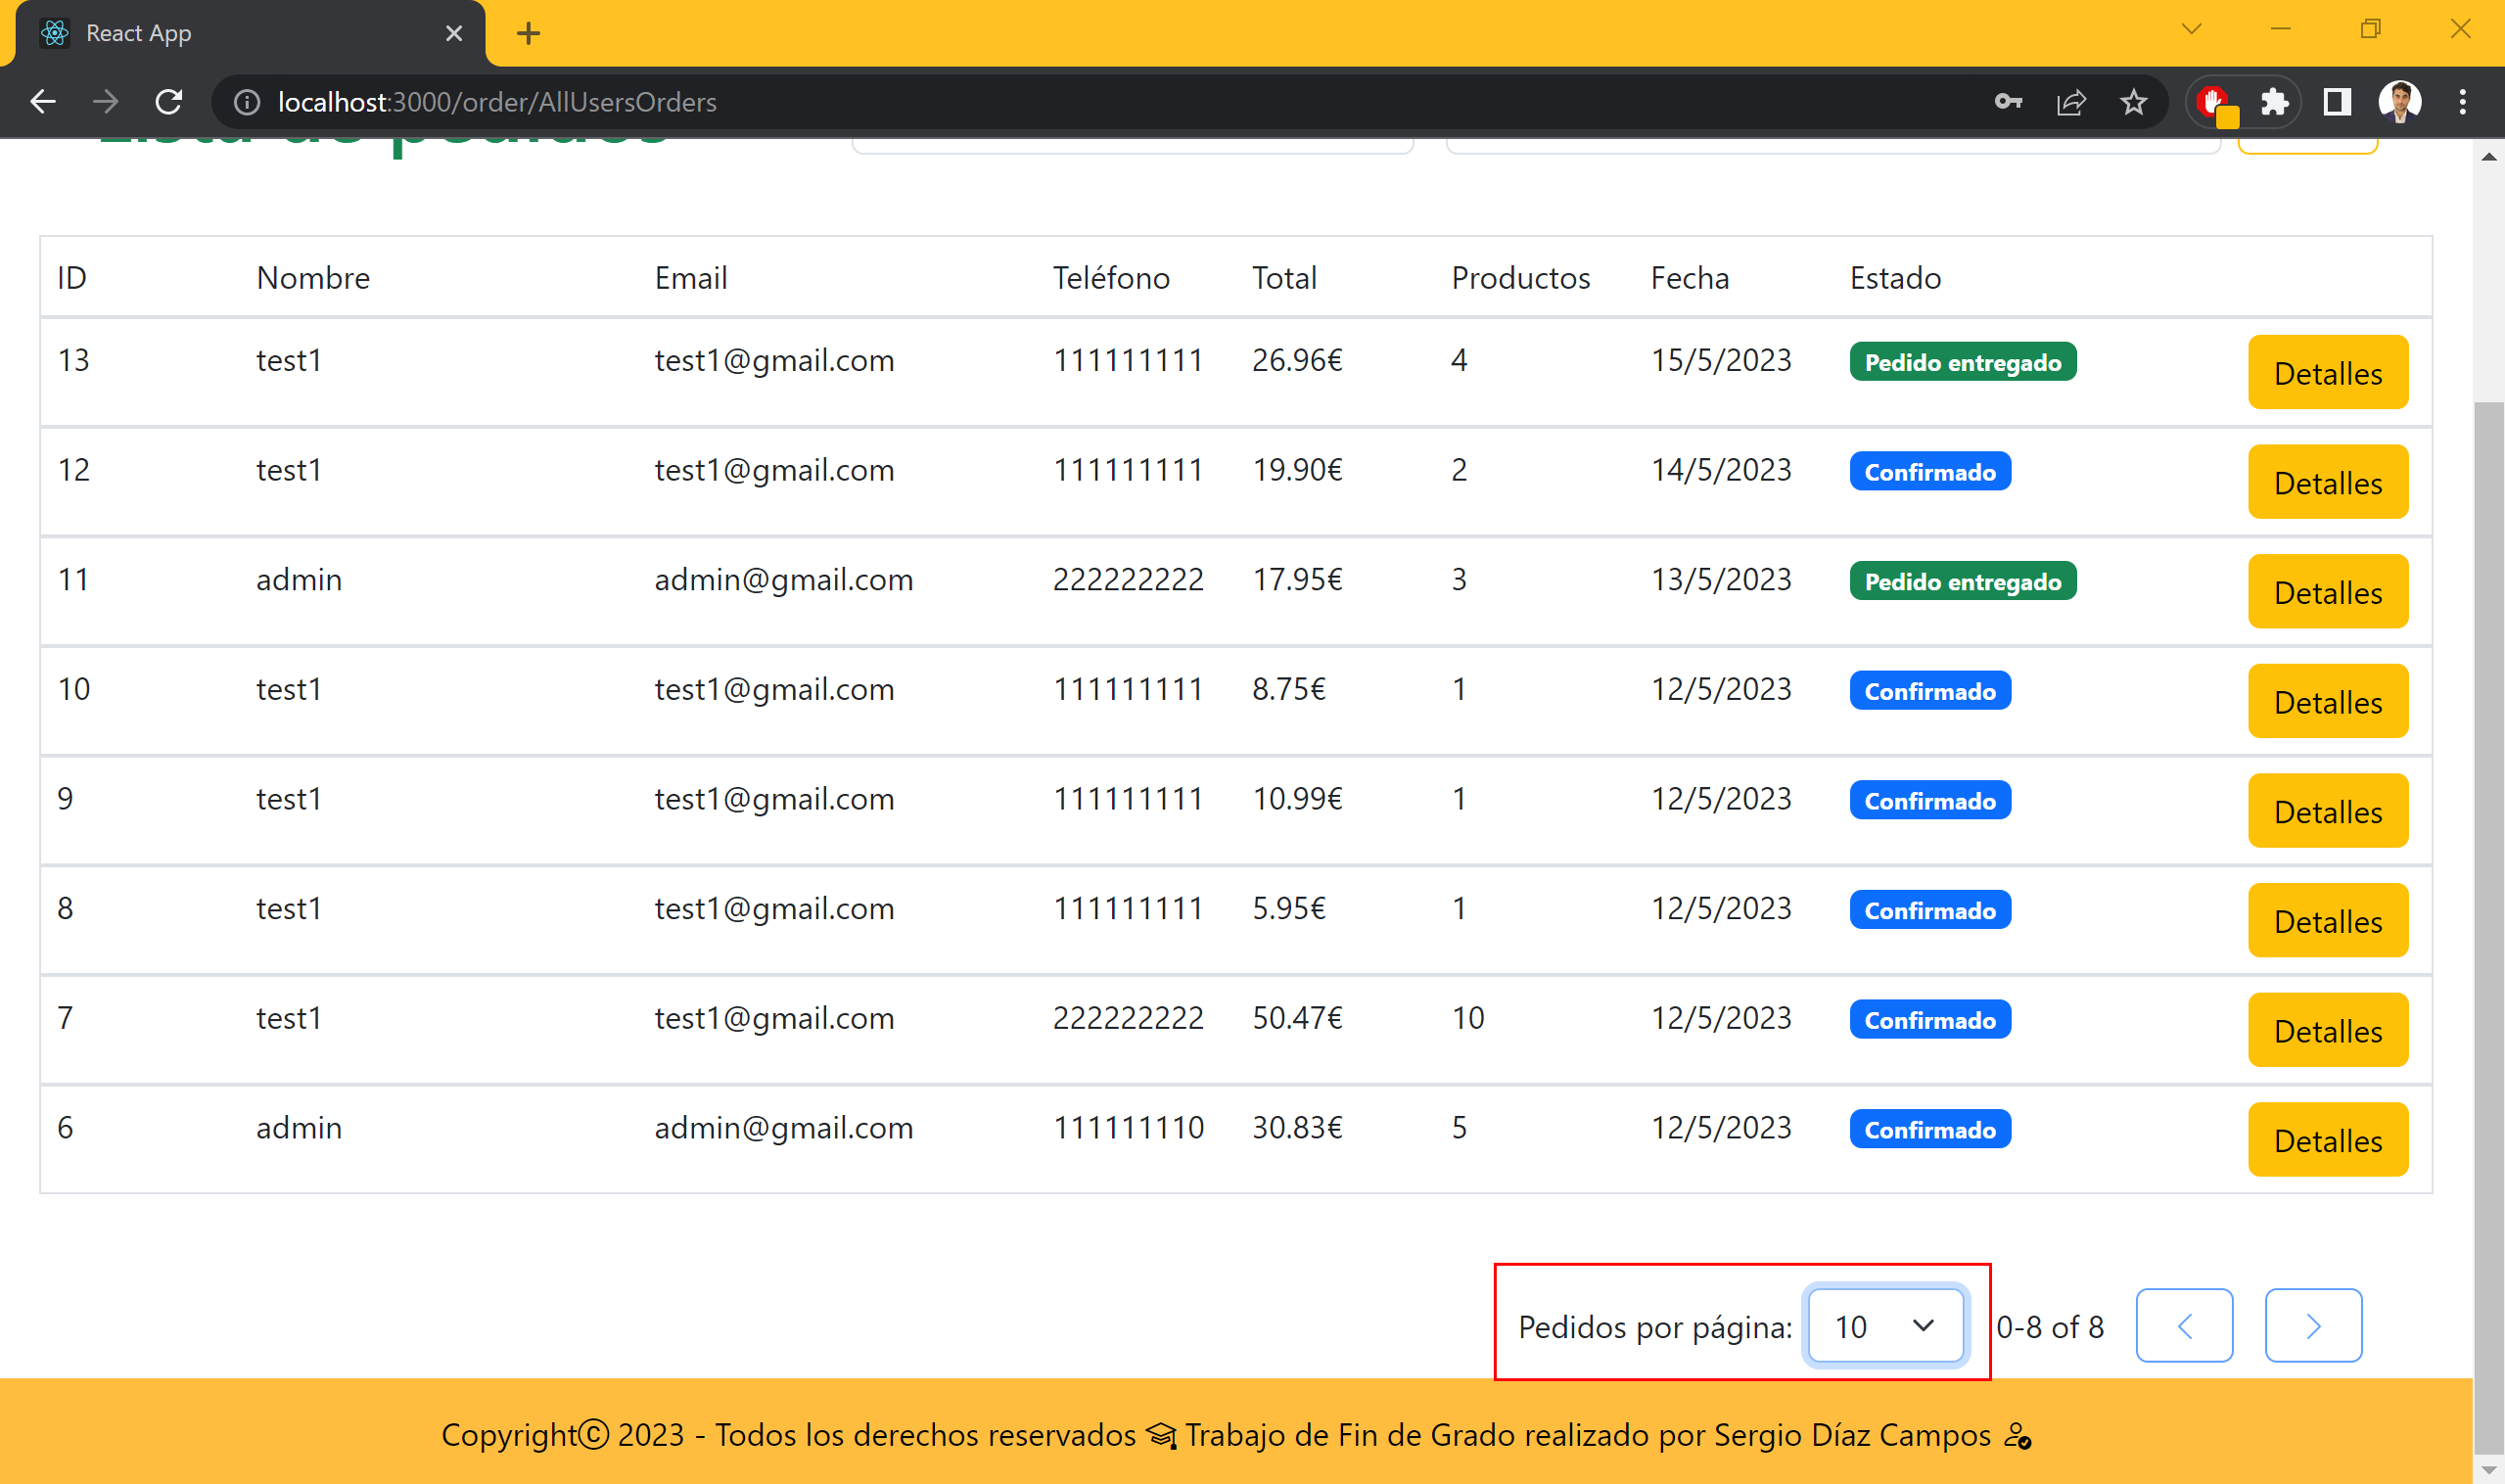 React App
localhost:3000/order/AllUsersOrders
Lista de pedidos
ID Nombre Email Teléfono Total Productos Fecha Estado
13 test1 test1@gmail.com 111111111 26.96€ 4 15/5/2023 Pedido entregado Detalles
12 test1 test1@gmail.com 111111111 19.90€ 2 14/5/2023 Confirmado Detalles
11 admin admin@gmail.com 222222222 17.95€ 3 13/5/2023 Pedido entregado Detalles
10 test1 test1@gmail.com 111111111 8.75€ 1 12/5/2023 Confirmado Detalles
9 test1 test1@gmail.com 111111111 10.99€ 1 12/5/2023 Confirmado Detalles
8 test1 test1@gmail.com 111111111 5.95€ 1 12/5/2023 Confirmado Detalles
7 test1 test1@gmail.com 222222222 50.47€ 10 12/5/2023 Confirmado Detalles
6 admin admin@gmail.com 111111110 30.83€ 5 12/5/2023 Confirmado Detalles
Pedidos por página: 10 0-8 of 8
Copyright© 2023 - Todos los derechos reservados Trabajo de Fin de Grado realizado por Sergio Díaz Campos